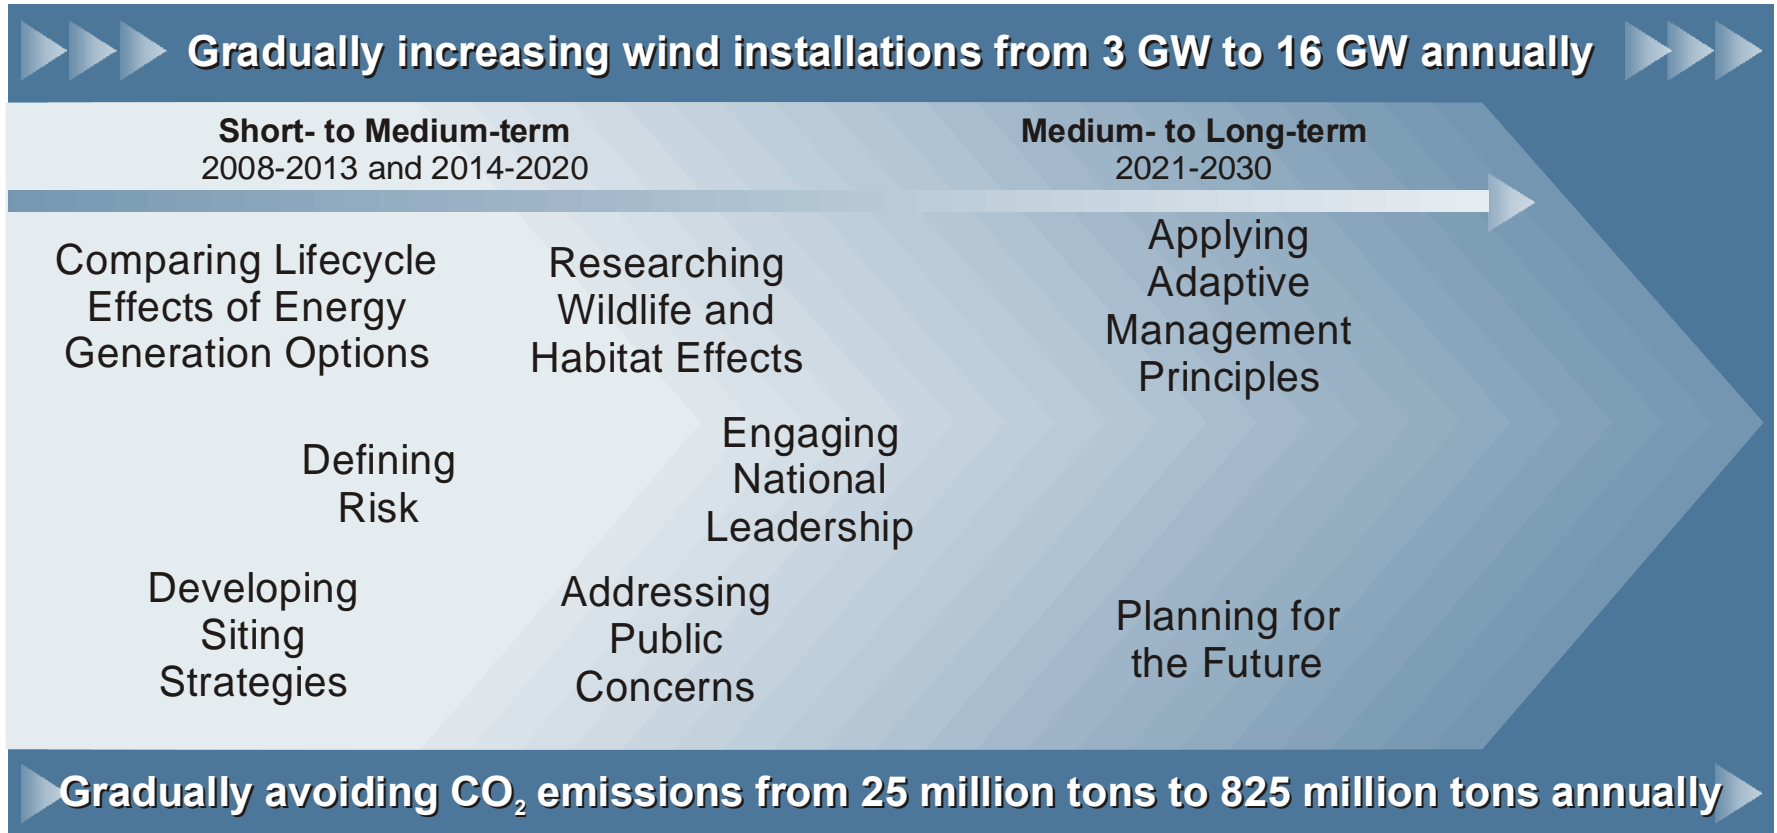 Gradually increasing wind installations from 3 GW to 16 GW annually
Short- to Medium-term
2008-2013 and 2014-2020
Medium- to Long-term
2021-2030
Comparing Lifecycle
Effects of Energy
Generation Options
Researching
Wildlife and
Habitat Effects
Applying
Adaptive
Management
Principles
Defining
Risk
Engaging
National
Leadership
Developing
Siting
Strategies
Addressing
Public
Concerns
Planning for
the Future
Gradually avoiding CO₂ emissions from 25 million tons to 825 million tons annually